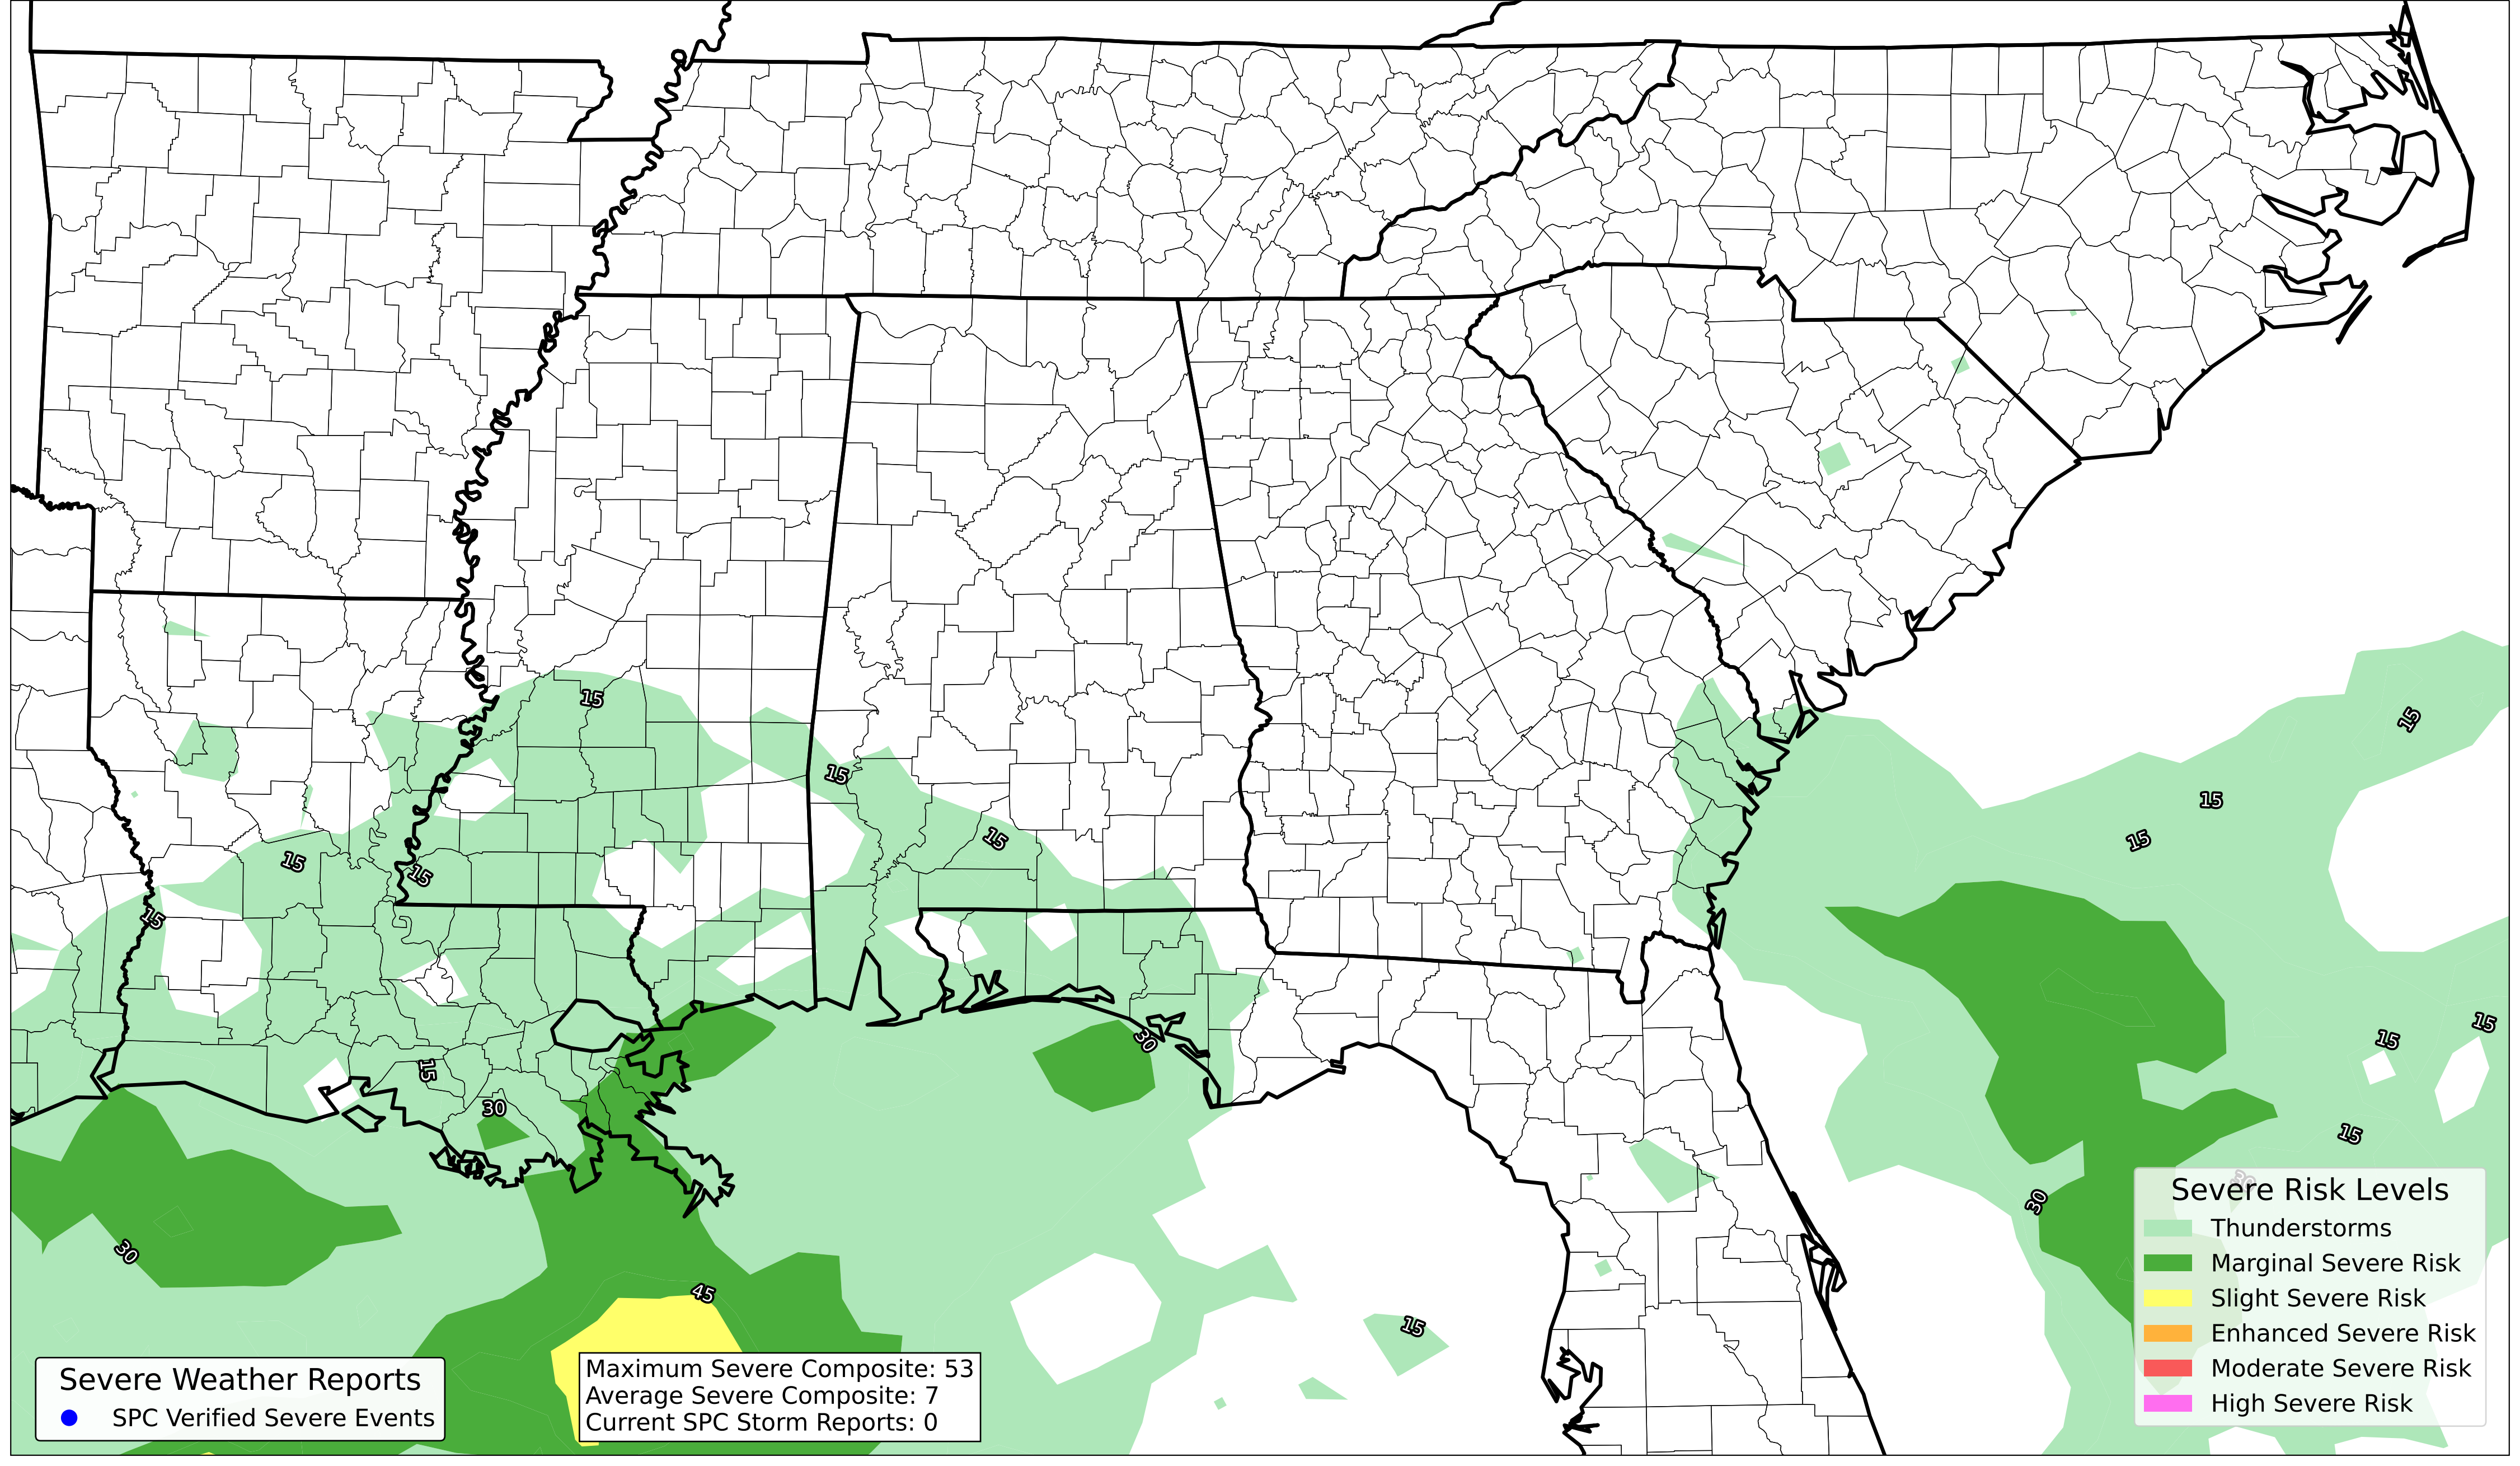 15
15
15
15
15
15
15
15
15
15
30
15
15
15
30
15
30
30
30
45
15
Severe Risk Levels
Thunderstorms
Marginal Severe Risk
Slight Severe Risk
Enhanced Severe Risk
Moderate Severe Risk
High Severe Risk
Severe Weather Reports
SPC Verified Severe Events
Maximum Severe Composite: 53
Average Severe Composite: 7
Current SPC Storm Reports: 0